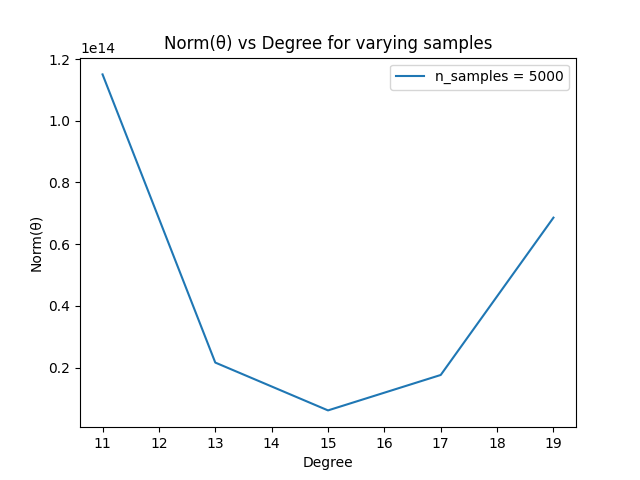 Norm(θ) vs Degree for varying samples
1e14
n_samples = 5000
1.2
1.0
0.8
0.6
0.4
0.2
Norm(θ)
11 12 13 14 15 16 17 18 19
Degree